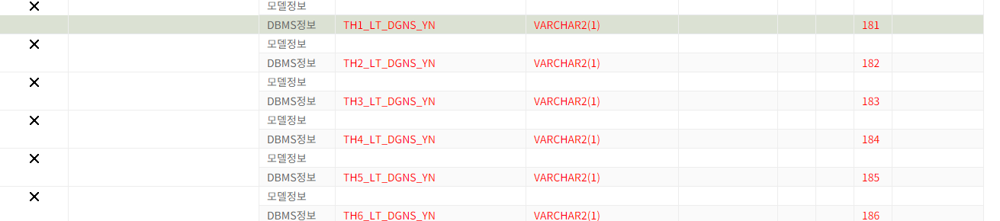 모델정보
DBMS정보 TH1_LT_DGNS_YN VARCHAR2(1) 181
모델정보
DBMS정보 TH2_LT_DGNS_YN VARCHAR2(1) 182
모델정보
DBMS정보 TH3_LT_DGNS_YN VARCHAR2(1) 183
모델정보
DBMS정보 TH4_LT_DGNS_YN VARCHAR2(1) 184
모델정보
DBMS정보 TH5_LT_DGNS_YN VARCHAR2(1) 185
모델정보
DBMS정보 TH6_LT_DGNS_YN VARCHAR2(1) 186